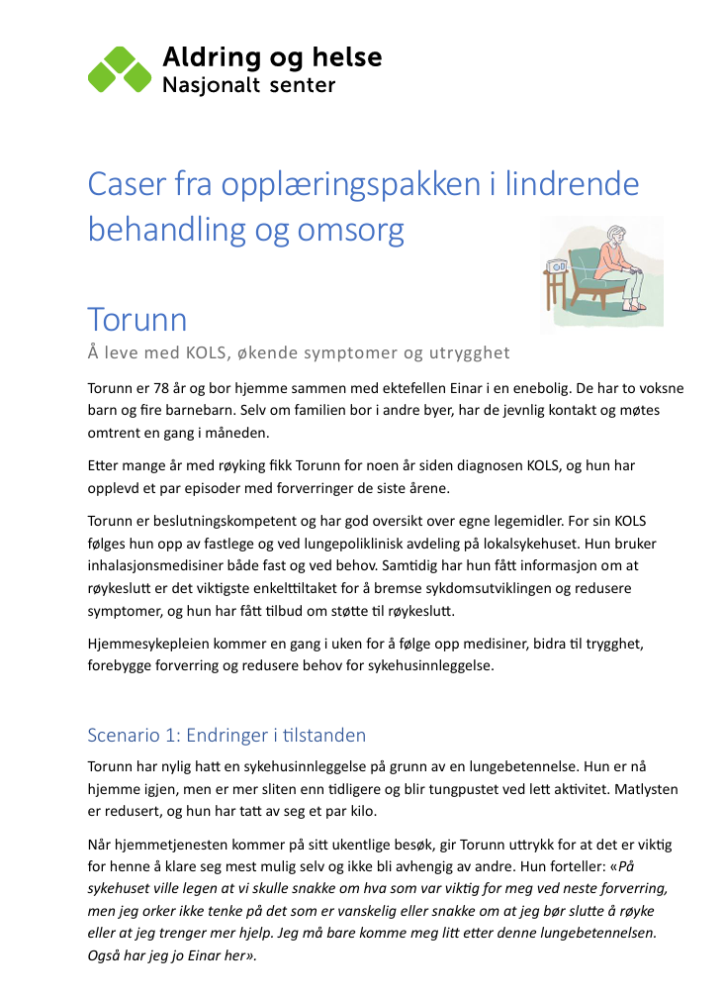 Aldring og helse
Nasjonalt senter
Caser fra opplæringspakken i lindrende
behandling og omsorg
Torunn
Å leve med KOLS, økende symptomer og utrygghet
Torunn er 78 år og bor hjemme sammen med ektefellen Einar i en enebolig. De har to voksne
barn og fire barnebarn. Selv om familien bor i andre byer, har de jevnlig kontakt og møtes
omtrent en gang i måneden.
Etter mange år med røyking fikk Torunn for noen år siden diagnosen KOLS, og hun har
opplevd et par episoder med forverringer de siste årene.
Torunn er beslutningskompetent og har god oversikt over egne legemidler. For sin KOLS
følges hun opp av fastlege og ved lungepoliklinisk avdeling på lokalsykehuset. Hun bruker
inhalasjonsmedisiner både fast og ved behov. Samtidig har hun fått informasjon om at
røykeslutt er det viktigste enkelttiltaket for å bremse sykdomsutviklingen og redusere
symptomer, og hun har fått tilbud om støtte til røykeslutt.
Hjemmesykepleien kommer en gang i uken for å følge opp medisiner, bidra til trygghet,
forebygge forverring og redusere behov for sykehusinnleggelse.
Scenario 1: Endringer i tilstanden
Torunn har nylig hatt en sykehusinnleggelse på grunn av en lungebetennelse. Hun er nå
hjemme igjen, men er mer sliten enn tidligere og blir tungpustet ved lett aktivitet. Matlysten
er redusert, og hun har tatt av seg et par kilo.
Når hjemmetjenesten kommer på sitt ukentlige besøk, gir Torunn uttrykk for at det er viktig
for henne å klare seg mest mulig selv og ikke bli avhengig av andre. Hun forteller: «På
sykehuset ville legen at vi skulle snakke om hva som var viktig for meg ved neste forverring,
men jeg orker ikke tenke på det som er vanskelig eller snakke om at jeg bør slutte å røyke
eller at jeg trenger mer hjelp. Jeg må bare komme meg litt etter denne lungebetennelsen.
Også har jeg jo Einar her».